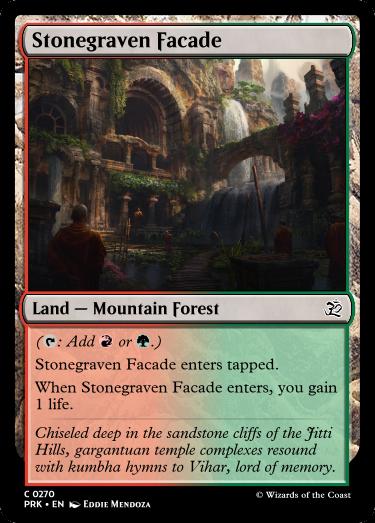 Stonegraven Facade
Land — Mountain Forest
(T: Add R or G.)
Stonegraven Facade enters tapped.
When Stonegraven Facade enters, you gain
1 life.
Chiseled deep in the sandstone cliffs of the Jitti
Hills, gargantuan temple complexes resound
with kumbha hymns to Vihar, lord of memory.
C 0270
PRK • EN Eddie Mendoza
© Wizards of the Coast